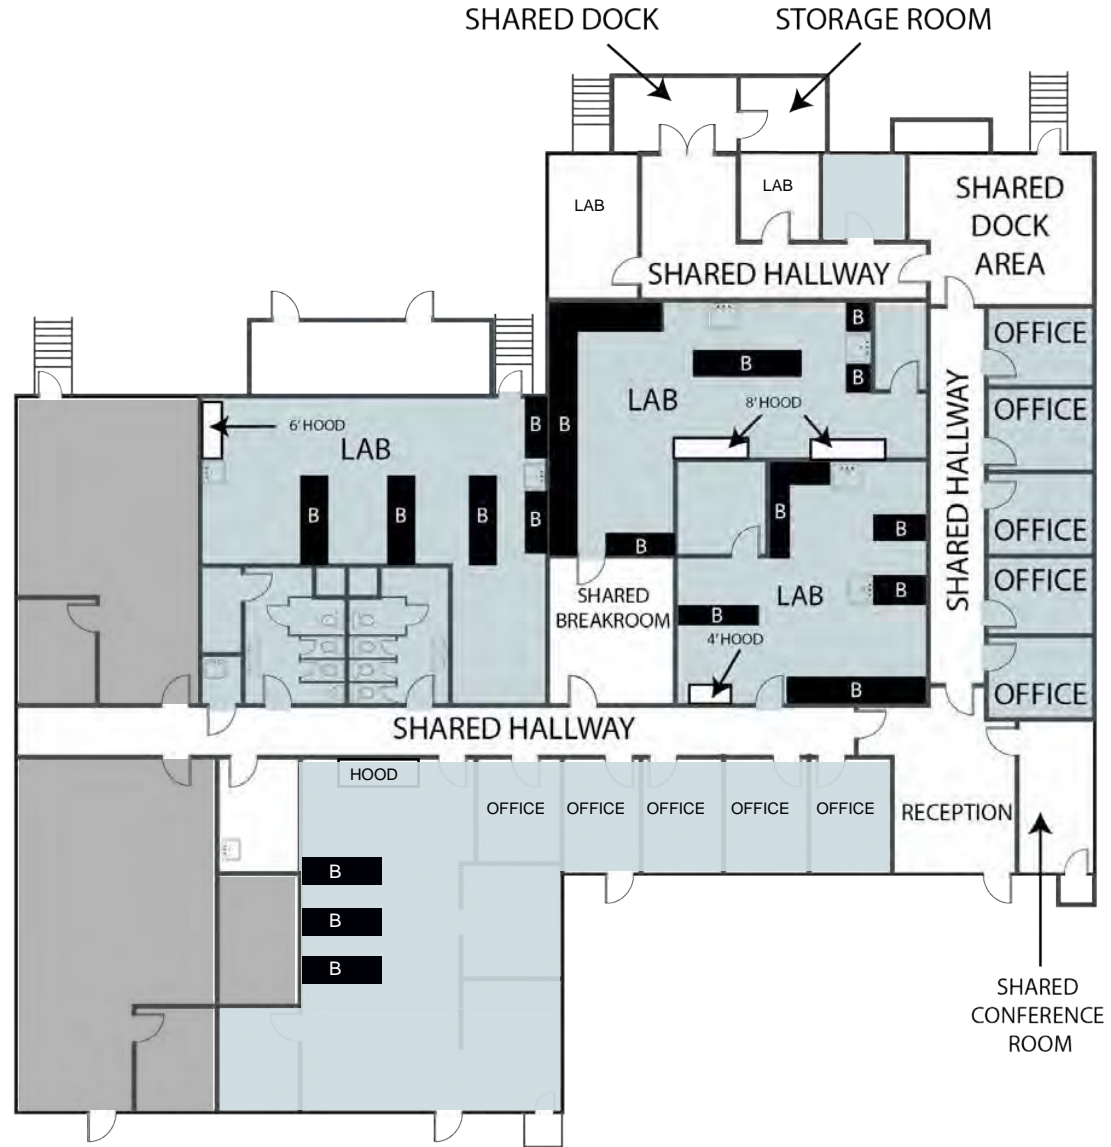 SHARED DOCK
STORAGE ROOM
LAB
LAB
SHARED
DOCK
AREA
SHARED HALLWAY
B
B
B
B
LAB
8' HOOD
OFFICE
OFFICE
OFFICE
OFFICE
OFFICE
SHARED HALLWAY
6' HOOD
LAB
B
B
B
B
B
B
B
B
B
LAB
B
4' HOOD
B
SHARED
BREAKROOM
SHARED HALLWAY
HOOD
OFFICE
OFFICE
OFFICE
OFFICE
OFFICE
RECEPTION
B
B
B
SHARED
CONFERENCE
ROOM